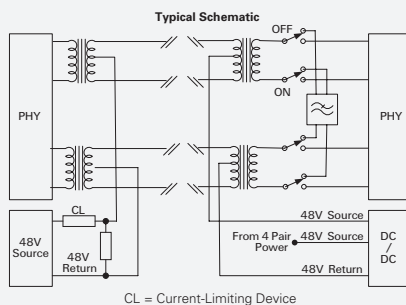 Typical Schematic
OFF
ON
PHY
PHY
CL
48V
Source
48V
Return
48V Source
From 4 Pair
Power
48V Source
48V Return
DC
/
DC
CL = Current-Limiting Device